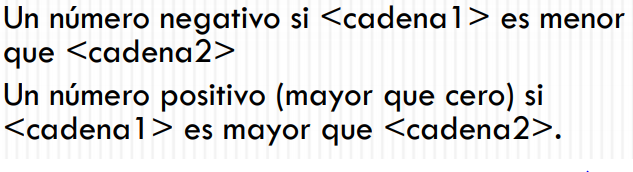 Un número negativo si <cadena1> es menor
que <cadena2>
Un número positivo (mayor que cero) si
<cadena1> es mayor que <cadena2>.